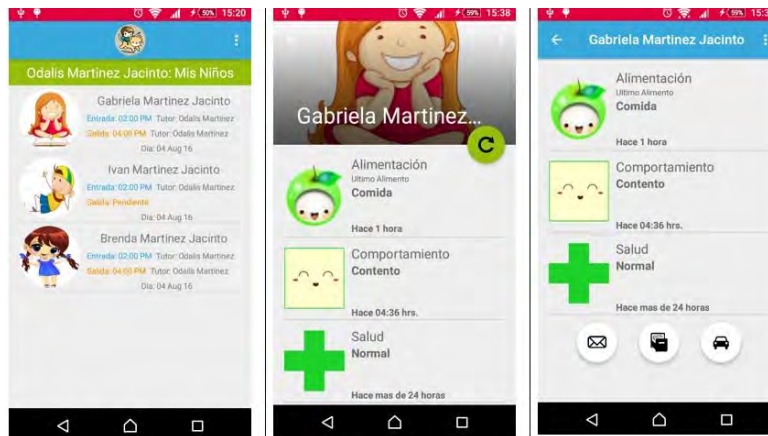 50% 15:20
Odalis Martinez Jacinto: Mis Niños
Gabriela Martinez Jacinto
Entrada: 02:00 PM Tutor: Odalis Martinez
Salida: 04:00 PM Tutor: Odalis Martinez
Dia: 04 Aug 16
Ivan Martinez Jacinto
Entrada: 02:00 PM Tutor: Odalis Martinez
Salida: Pendiente
Dia: 04 Aug 16
Brenda Martinez Jacinto
Entrada: 02:00 PM Tutor: Odalis Martinez
Salida: 04:00 PM Tutor: Odalis Martinez
Dia: 04 Aug 16
59% 15:38
Gabriela Martinez...
Alimentación
Ultimo Alimento
Comida
Hace 1 hora
Comportamiento
Contento
Hace 04:36 hrs.
Salud
Normal
Hace mas de 24 horas
59%
Gabriela Martinez Jacinto
Alimentación
Ultimo Alimento
Comida
Hace 1 hora
Comportamiento
Contento
Hace 04:36 hrs.
Salud
Normal
Hace mas de 24 horas